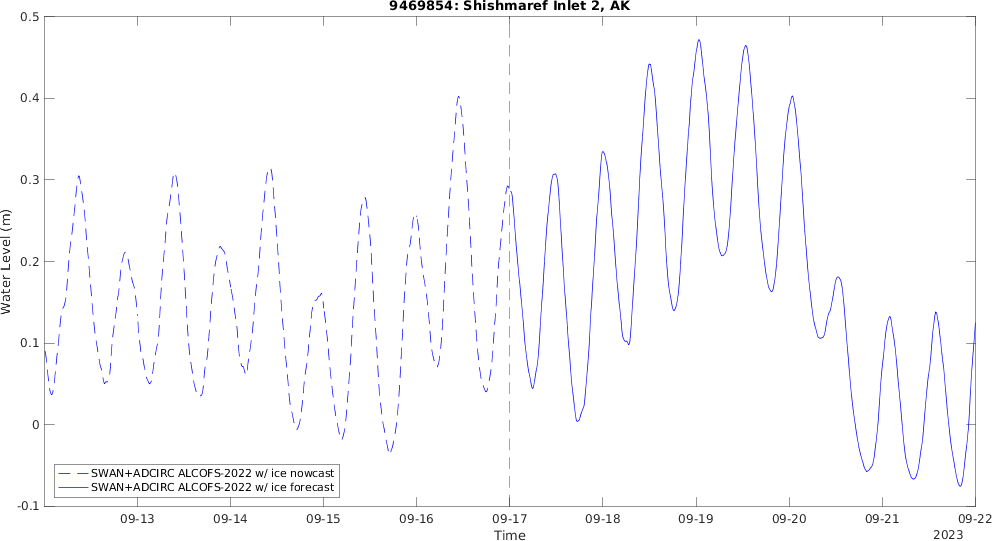 9469854: Shishmaref Inlet 2, AK
0.5
0.4
0.3
0.2
0.1
0
-0.1
Water Level (m)
SWAN+ADCIRC ALCOFS-2022 w/ ice nowcast
SWAN+ADCIRC ALCOFS-2022 w/ ice forecast
09-13 09-14 09-15 09-16 09-17 09-18 09-19 09-20 09-21 09-22
Time
2023